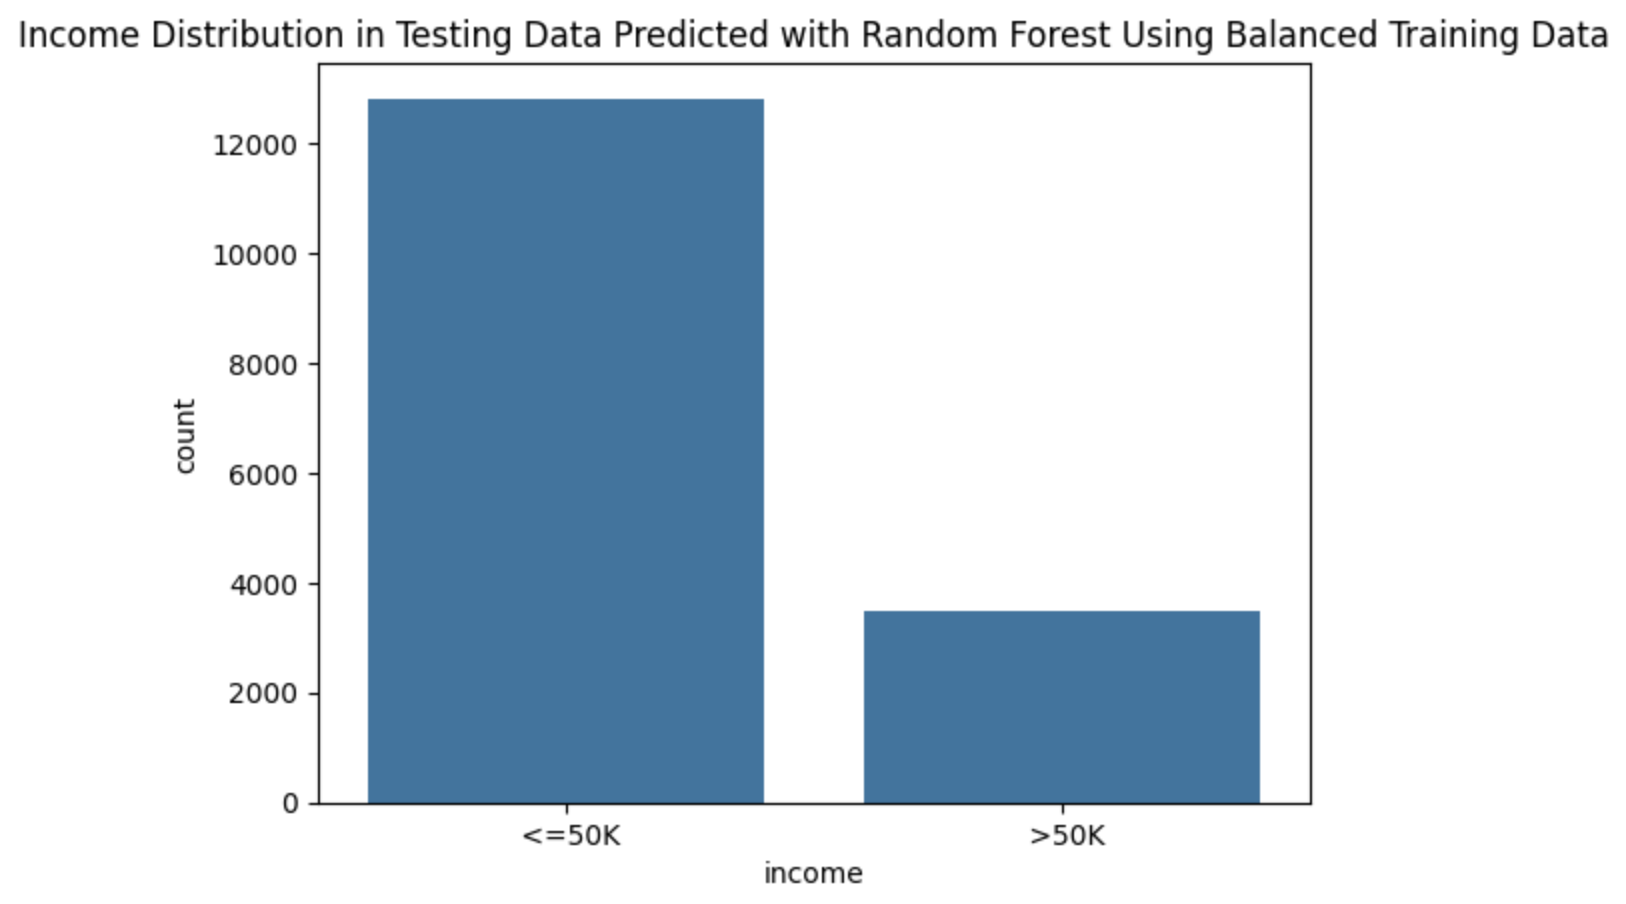 Income Distribution in Testing Data Predicted with Random Forest Using Balanced Training Data
12000
10000
8000
6000
4000
2000
0
count
<=50K
>50K
income